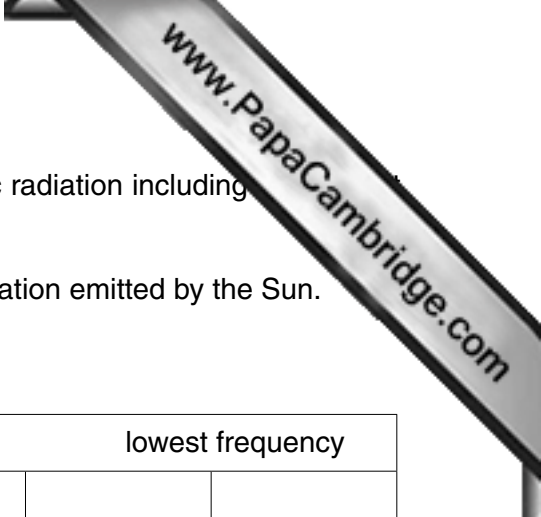 www.PapaCambridge.com
radiation including
ation emitted by the Sun.
lowest frequency